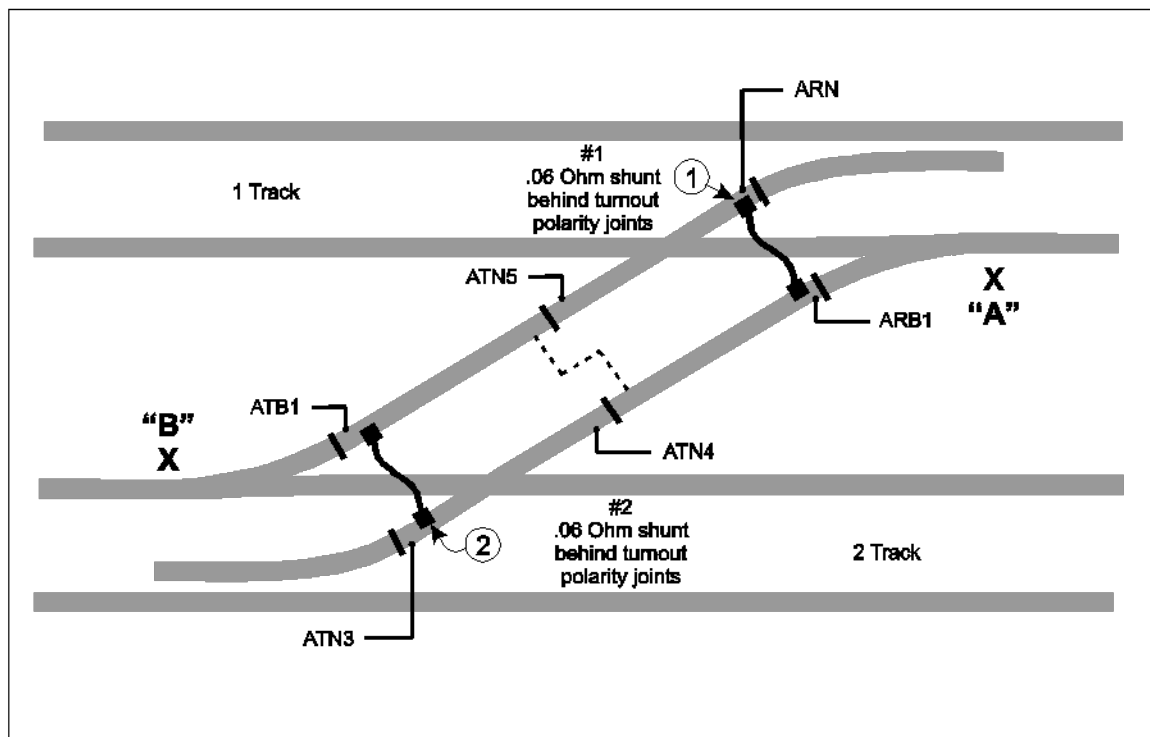 ARN
#1
.06 Ohm shunt
behind turnout
polarity joints
1
1 Track
ATN5
X
“A”
ARB1
ATB1
“B”
X
ATN4
#2
.06 Ohm shunt
behind turnout
polarity joints
2
2 Track
ATN3